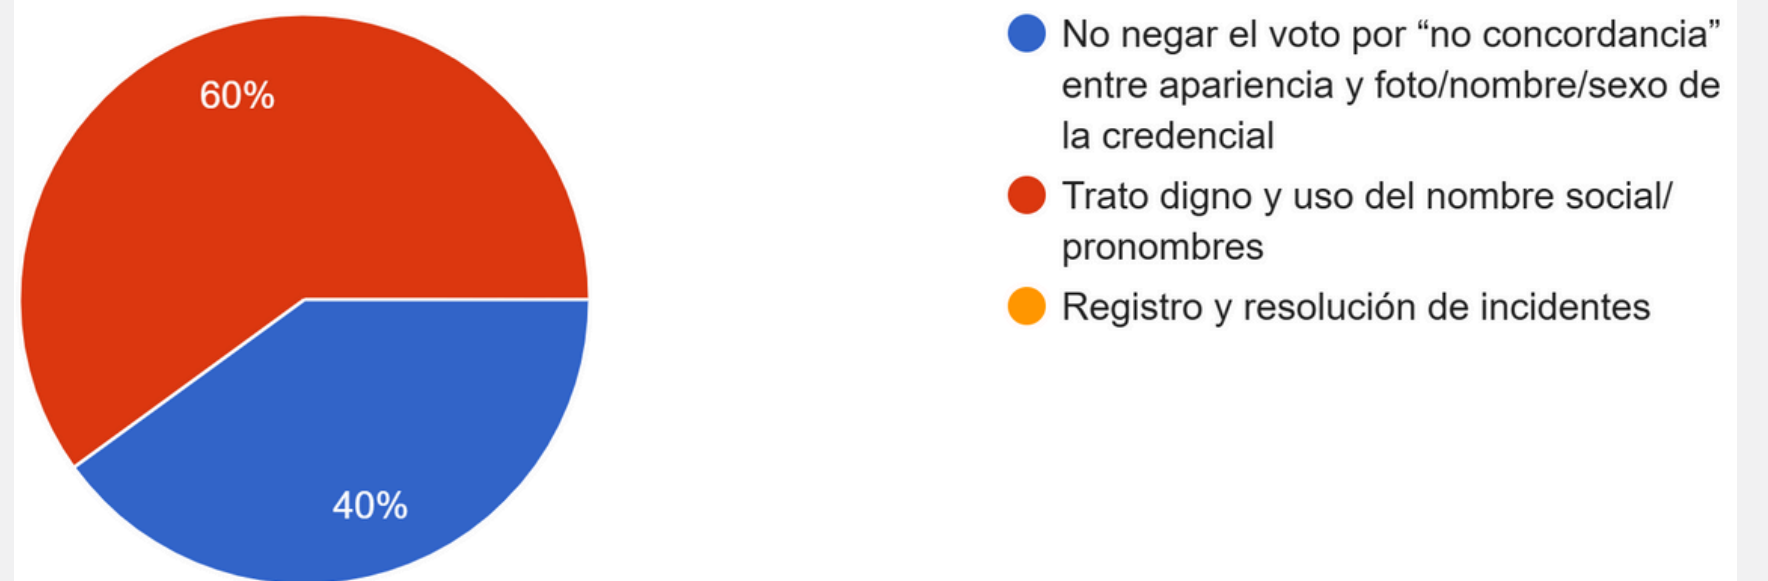 60%
40%
No negar el voto por “no concordancia”
entre apariencia y foto/nombre/sexo de
la credencial
Trato digno y uso del nombre social/
pronombres
Registro y resolución de incidentes